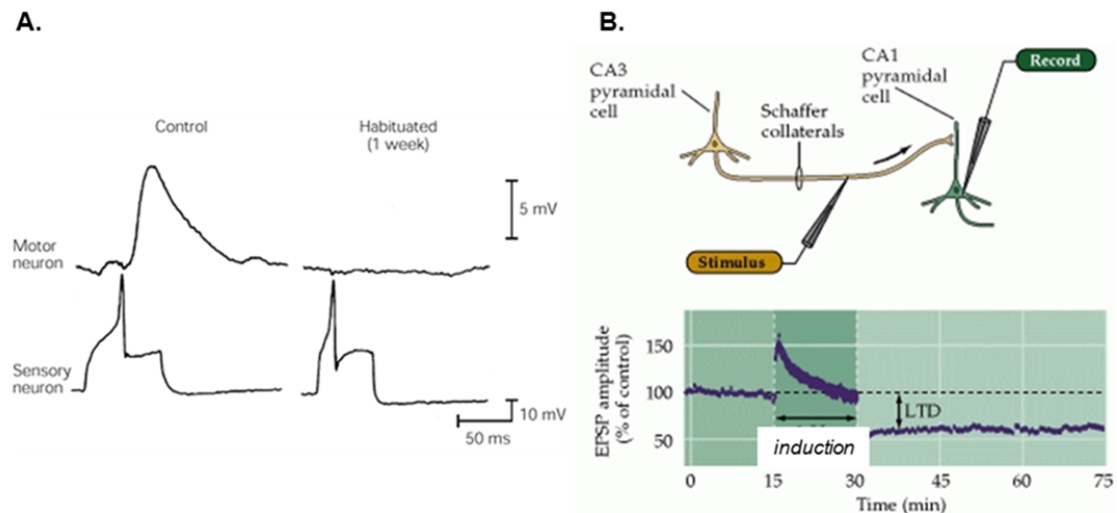 A.
Control
Habituated
(1 week)
5 mV
Motor
neuron
Sensory
neuron
10 mV
50 ms
B.
CA3
pyramidal
cell
Schaffer
collaterals
CA1
pyramidal
cell
Record
Stimulus
EPSP amplitude
(% of control)
150
100
50
LTD
induction
0
15
30
45
60
75
Time (min)